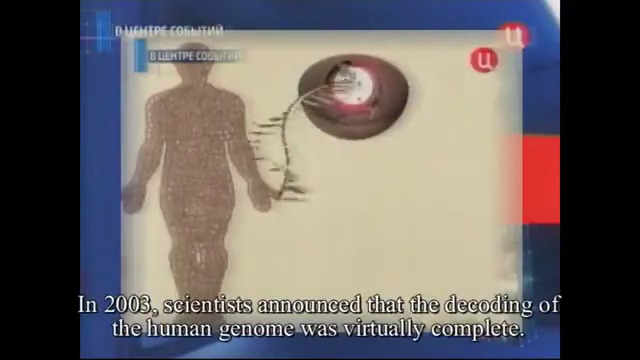 В ЦЕНТРЕ СОБЫТИЙ
В ЦЕНТРЕ СОБЫТИЙ
Ц
Ц
In 2003, scientists announced that the decoding of
the human genome was virtually complete.